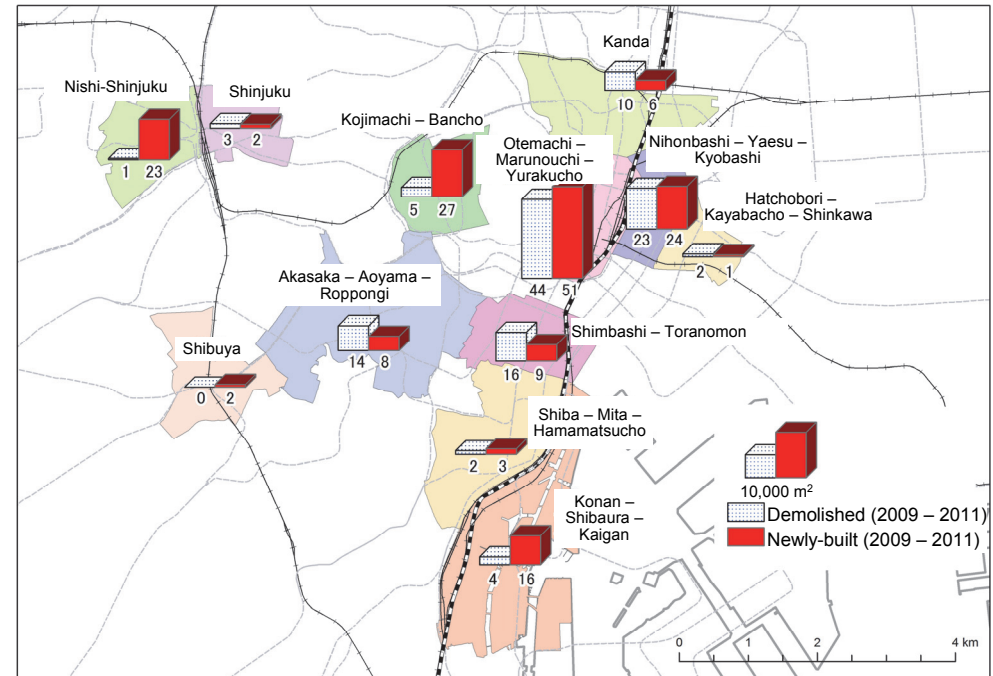 Kanda
10 6
Nishi-Shinjuku
1 23
Shinjuku
3 2
Kojimachi – Bancho
5 27
Otemachi –
Marunouchi –
Yurakucho
44 51
Nihonbashi – Yaesu –
Kyobashi
23 24
Hatchobori –
Kayabacho – Shinkawa
2 1
Akasaka – Aoyama –
Roppongi
14 8
Shimbashi – Toranomon
16 9
Shibuya
0 2
Shiba – Mita –
Hamamatsucho
2 3
Konan –
Shibaura –
Kaigan
4 16
10,000 m²
Demolished (2009 – 2011)
Newly-built (2009 – 2011)
0 1 2 4 km